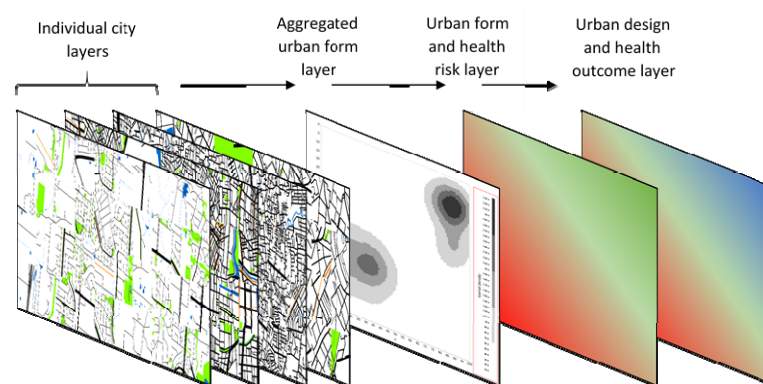 Individual city
layers
Aggregated
urban form
layer
Urban form
and health
risk layer
Urban design
and health
outcome layer